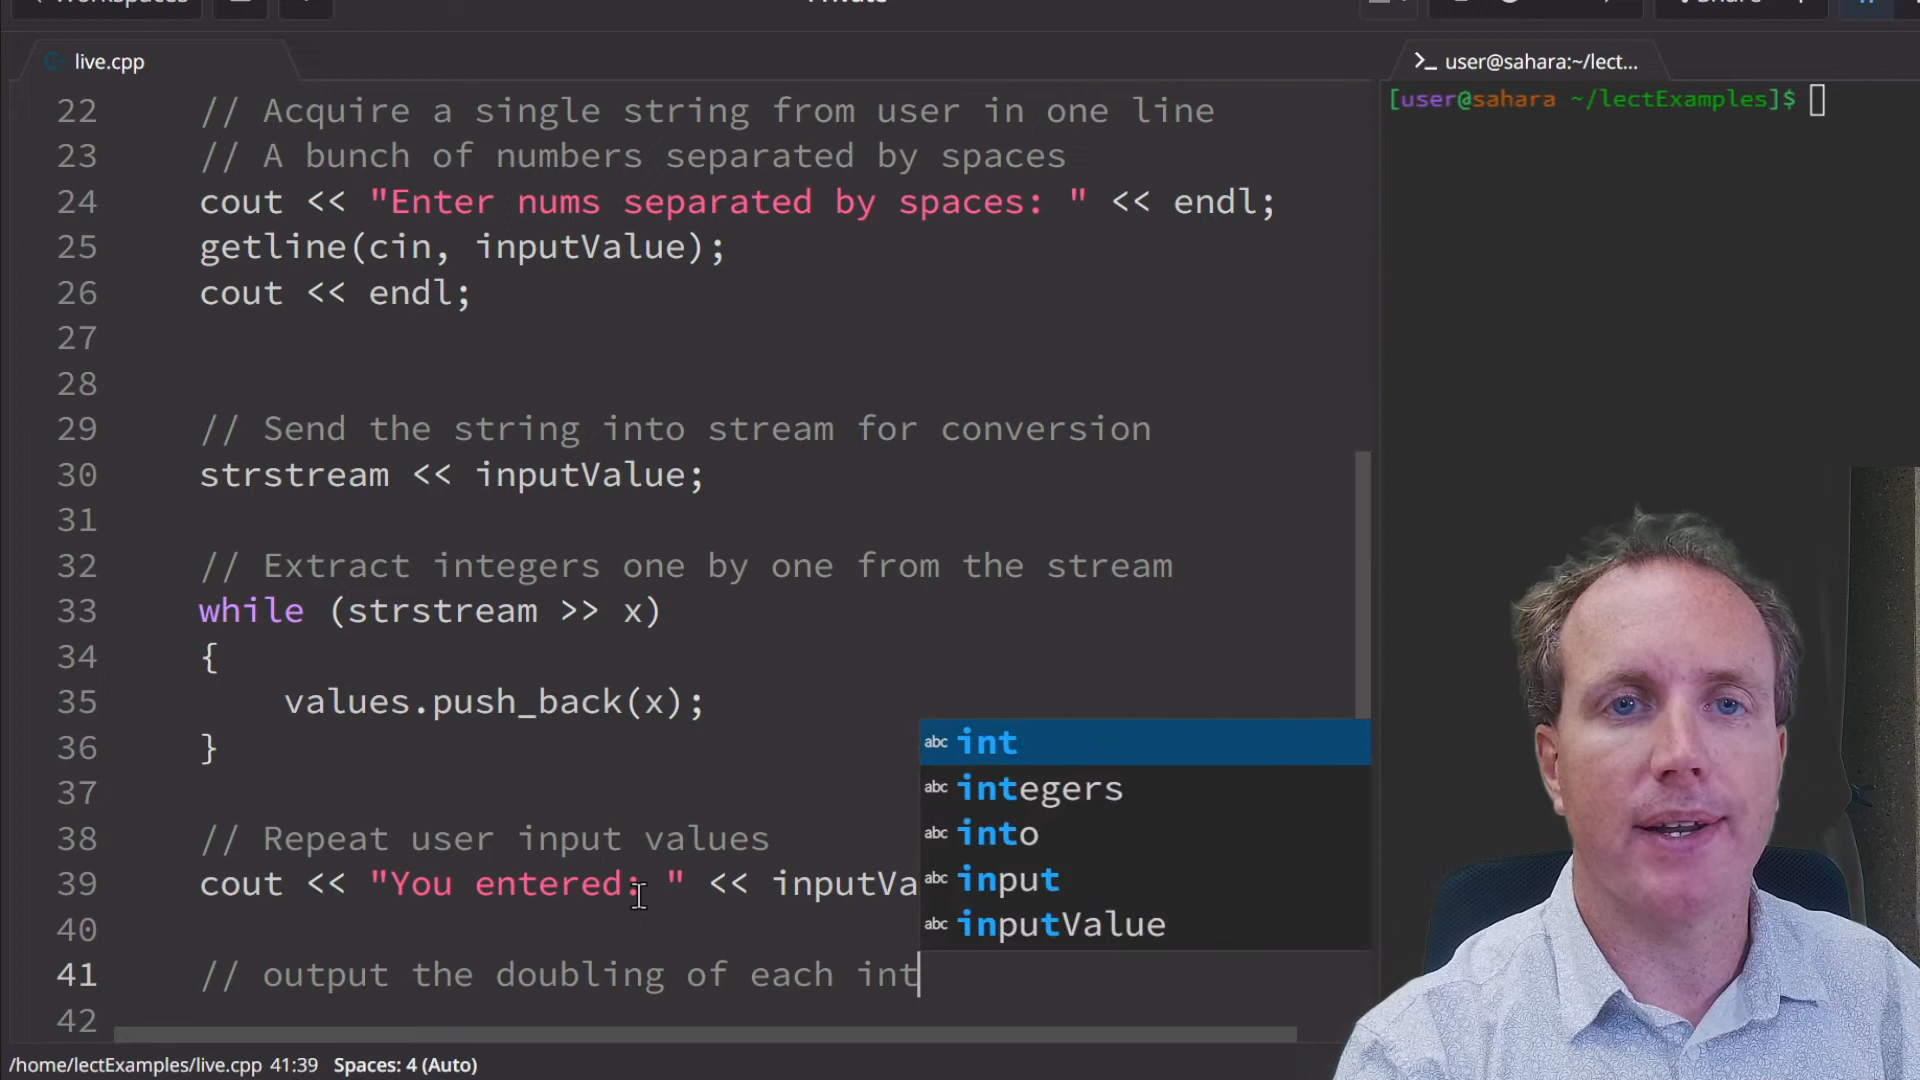 Workspaces
Private
Share
live.cpp
>_ user@sahara:~/lect...
[user@sahara ~/lectExamples]$
22 // Acquire a single string from user in one line
23 // A bunch of numbers separated by spaces
24 cout << "Enter nums separated by spaces: " << endl;
25 getline(cin, inputValue);
26 cout << endl;
27
28
29 // Send the string into stream for conversion
30 strstream << inputValue;
31
32 // Extract integers one by one from the stream
33 while (strstream >> x)
34 {
35 values.push_back(x);
36 }
37
38 // Repeat user input values
39 cout << "You entered: " << inputVa
40
41 // output the doubling of each int
42
abc int
abc integers
abc into
abc input
abc inputValue
/home/lectExamples/live.cpp 41:39 Spaces: 4 (Auto)